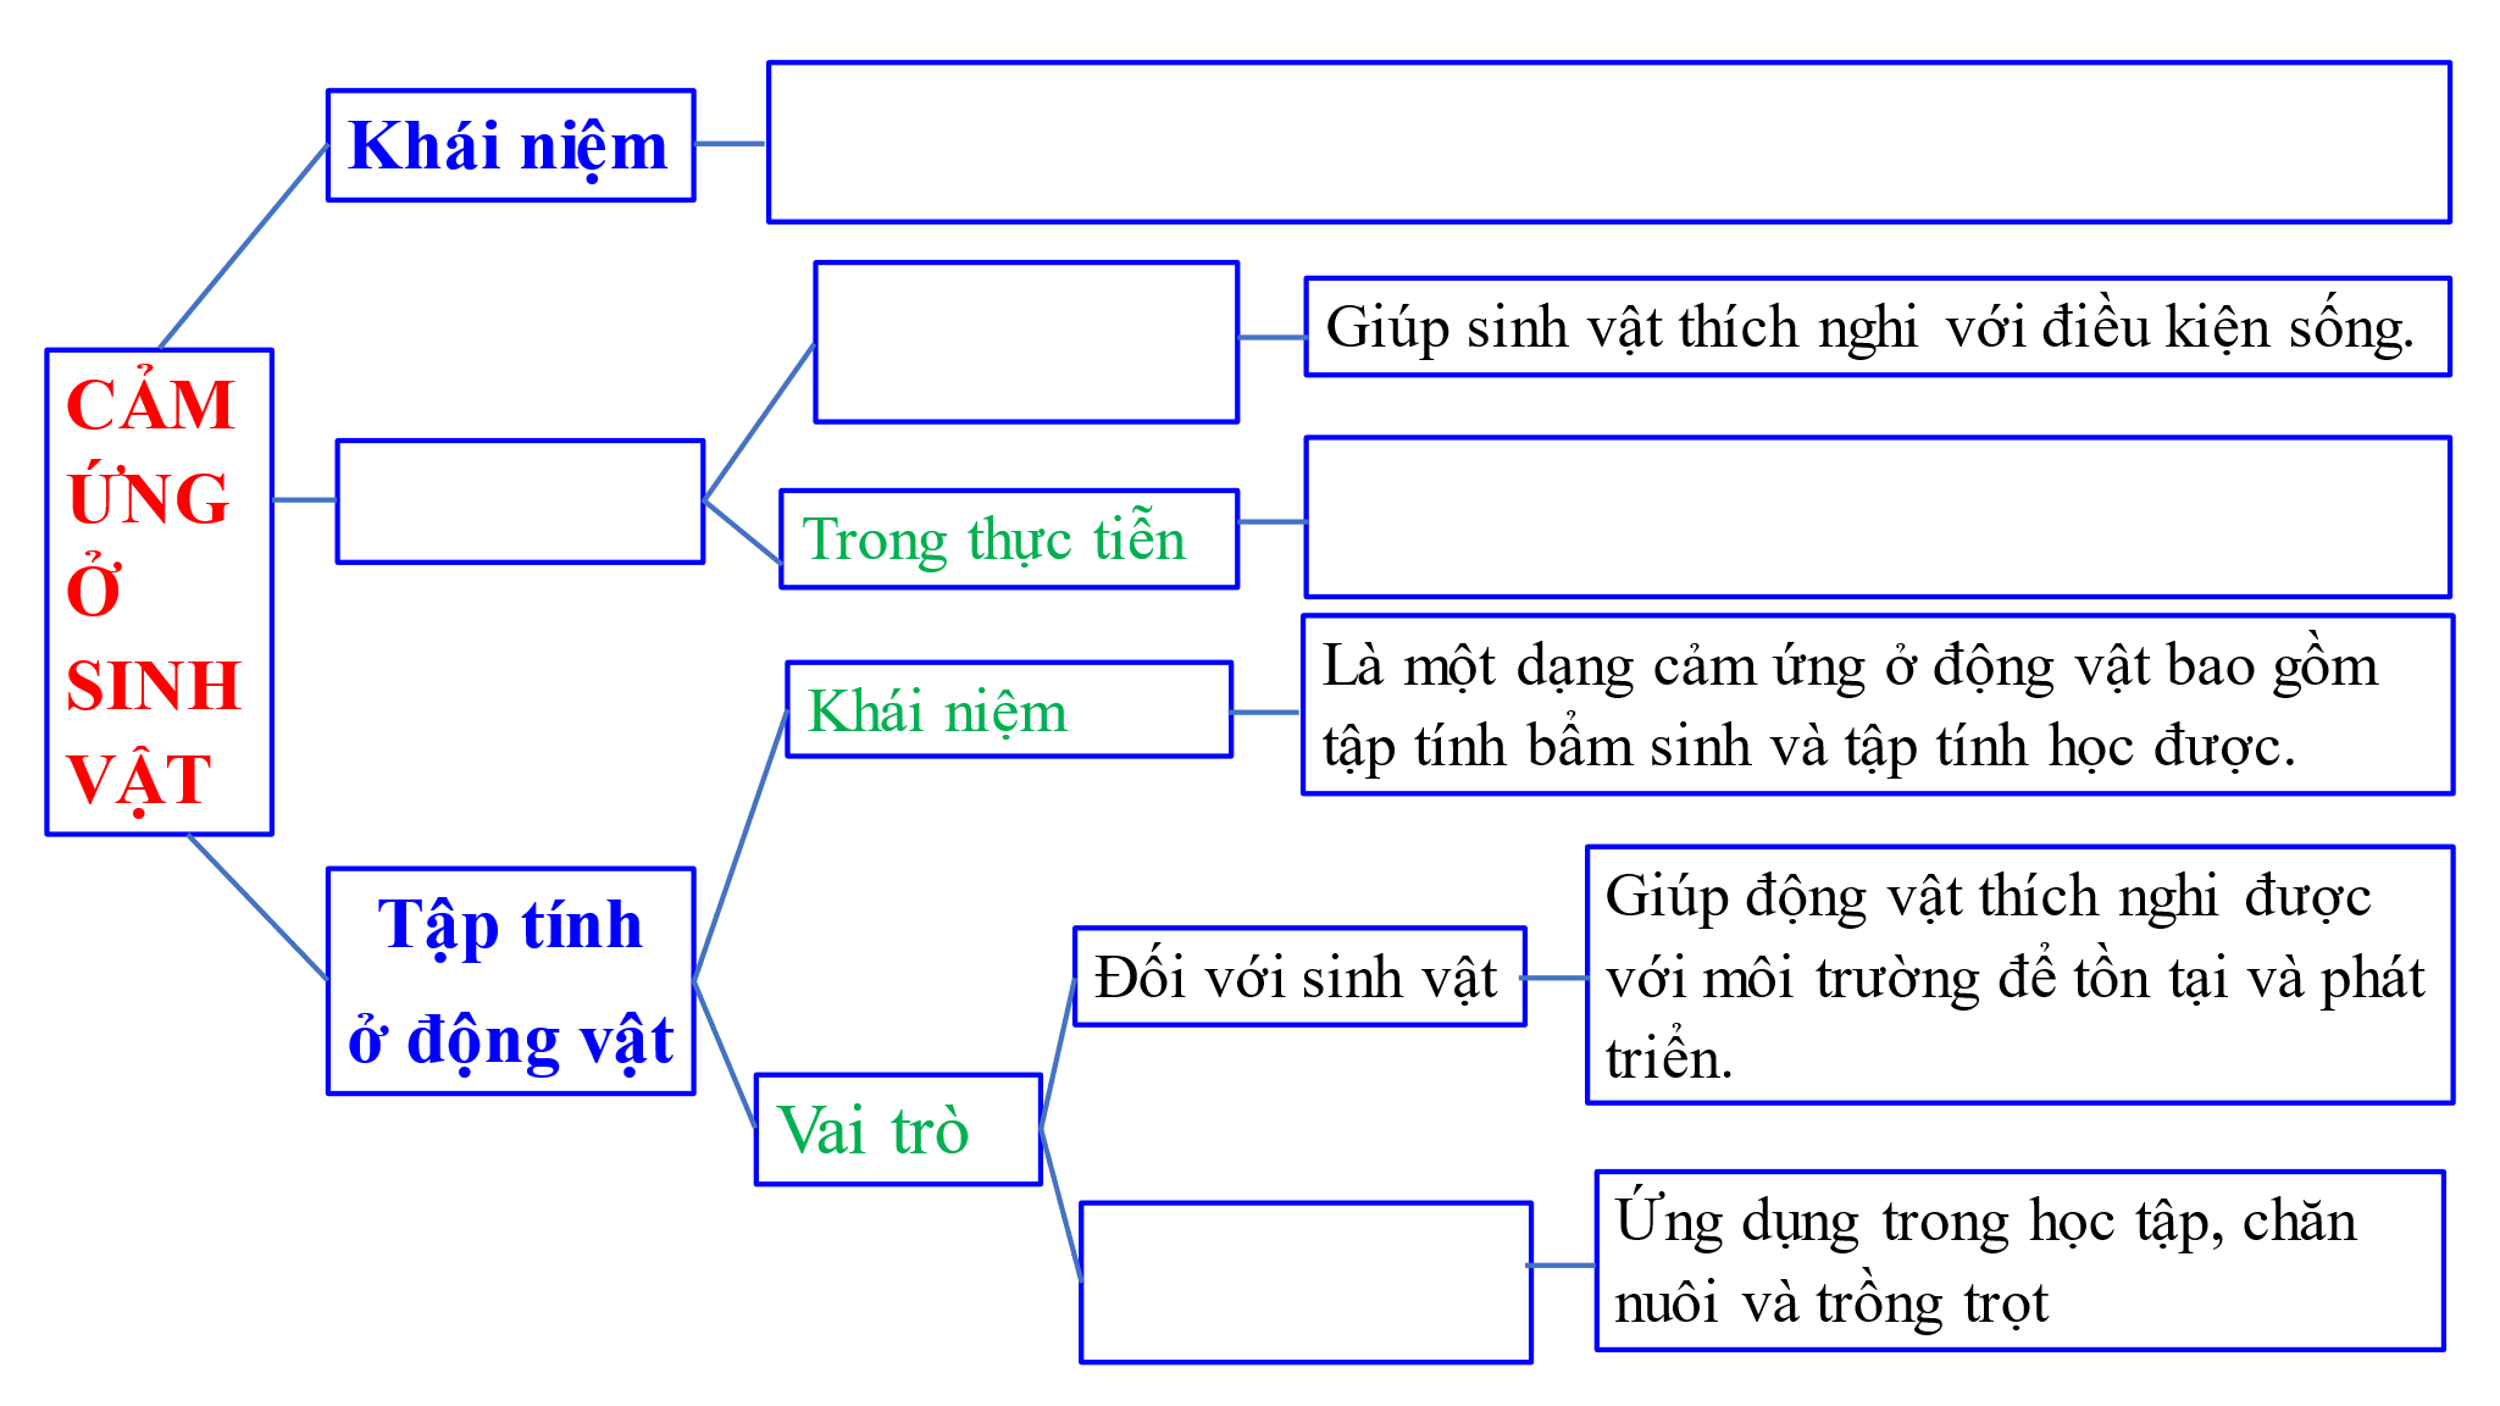 Khái niệm
Giúp sinh vật thích nghi với điều kiện sống.
CẢM
ỨNG
Ở
SINH
VẬT
Trong thực tiễn
Khái niệm
Là một dạng cảm ứng ở động vật bao gồm
tập tính bẩm sinh và tập tính học được.
Tập tính
ở động vật
Vai trò
Đối với sinh vật
Giúp động vật thích nghi được
với môi trường để tồn tại và phát
triển.
Ứng dụng trong học tập, chăn
nuôi và trồng trọt